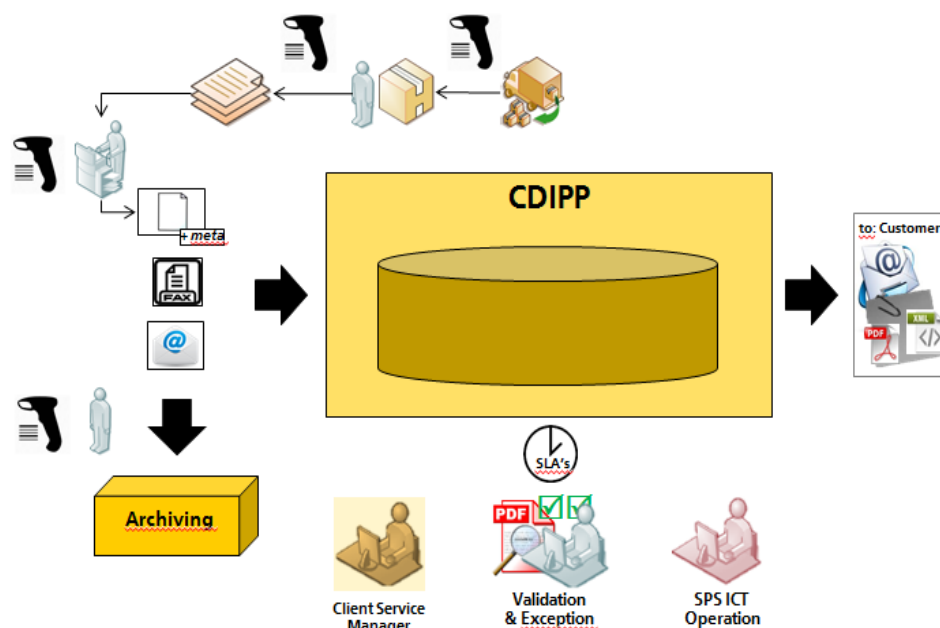 CDIPP
+ meta
to: Customer
@
XML
</>
PDF
FAX
@
SLA's
Archiving
PDF
Client Service
Manager
Validation
& Exception
SPS ICT
Operation